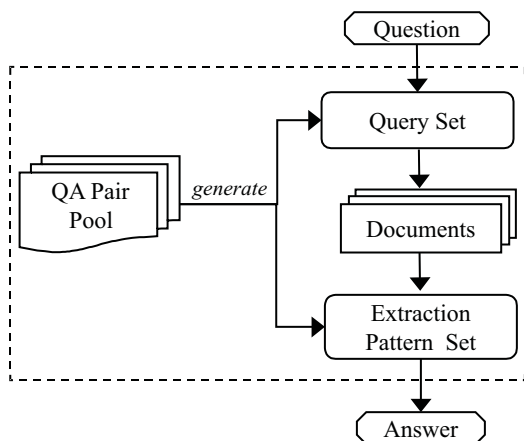 Question
Query Set
generate
QA Pair
Pool
Documents
Extraction
Pattern Set
Answer